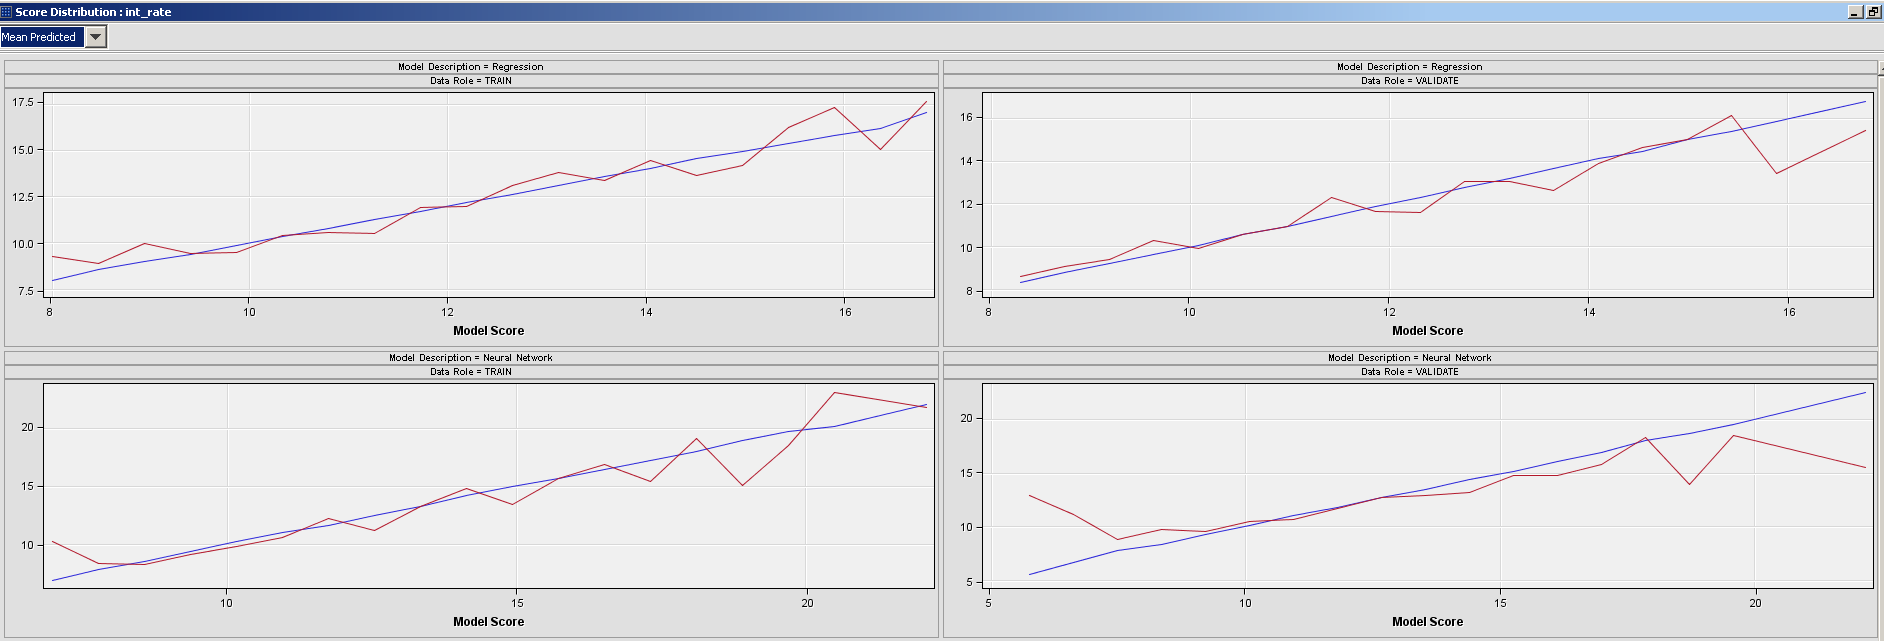 Score Distribution : int_rate
Mean Predicted
Model Description = Regression
Data Role = TRAIN
17.5
15.0
12.5
10.0
7.5
8 10 12 14 16
Model Score
Model Description = Regression
Data Role = VALIDATE
16
14
12
10
8
8 10 12 14 16
Model Score
Model Description = Neural Network
Data Role = TRAIN
20
15
10
10 15 20
Model Score
Model Description = Neural Network
Data Role = VALIDATE
20
15
10
5
5 10 15 20
Model Score